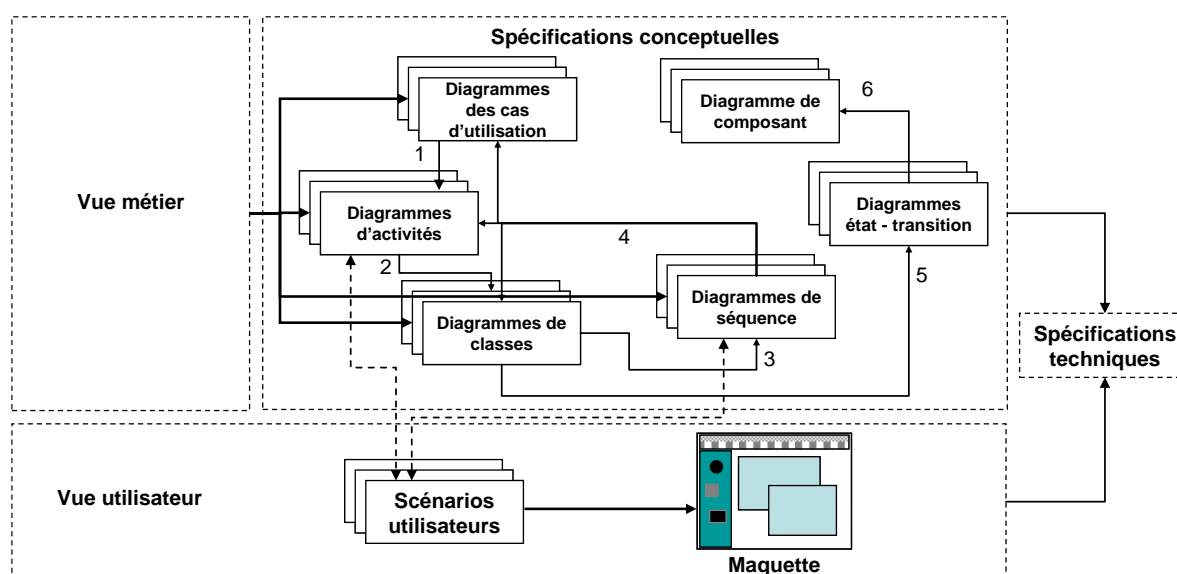 Spécifications conceptuelles
Diagrammes
des cas
d’utilisation
Diagramme de
composant
6
1
Vue métier
Diagrammes
d’activités
Diagrammes
état - transition
4
2
5
Diagrammes de
classes
Diagrammes de
séquence
3
Spécifications
techniques
Vue utilisateur
Scénarios
utilisateurs
Maquette